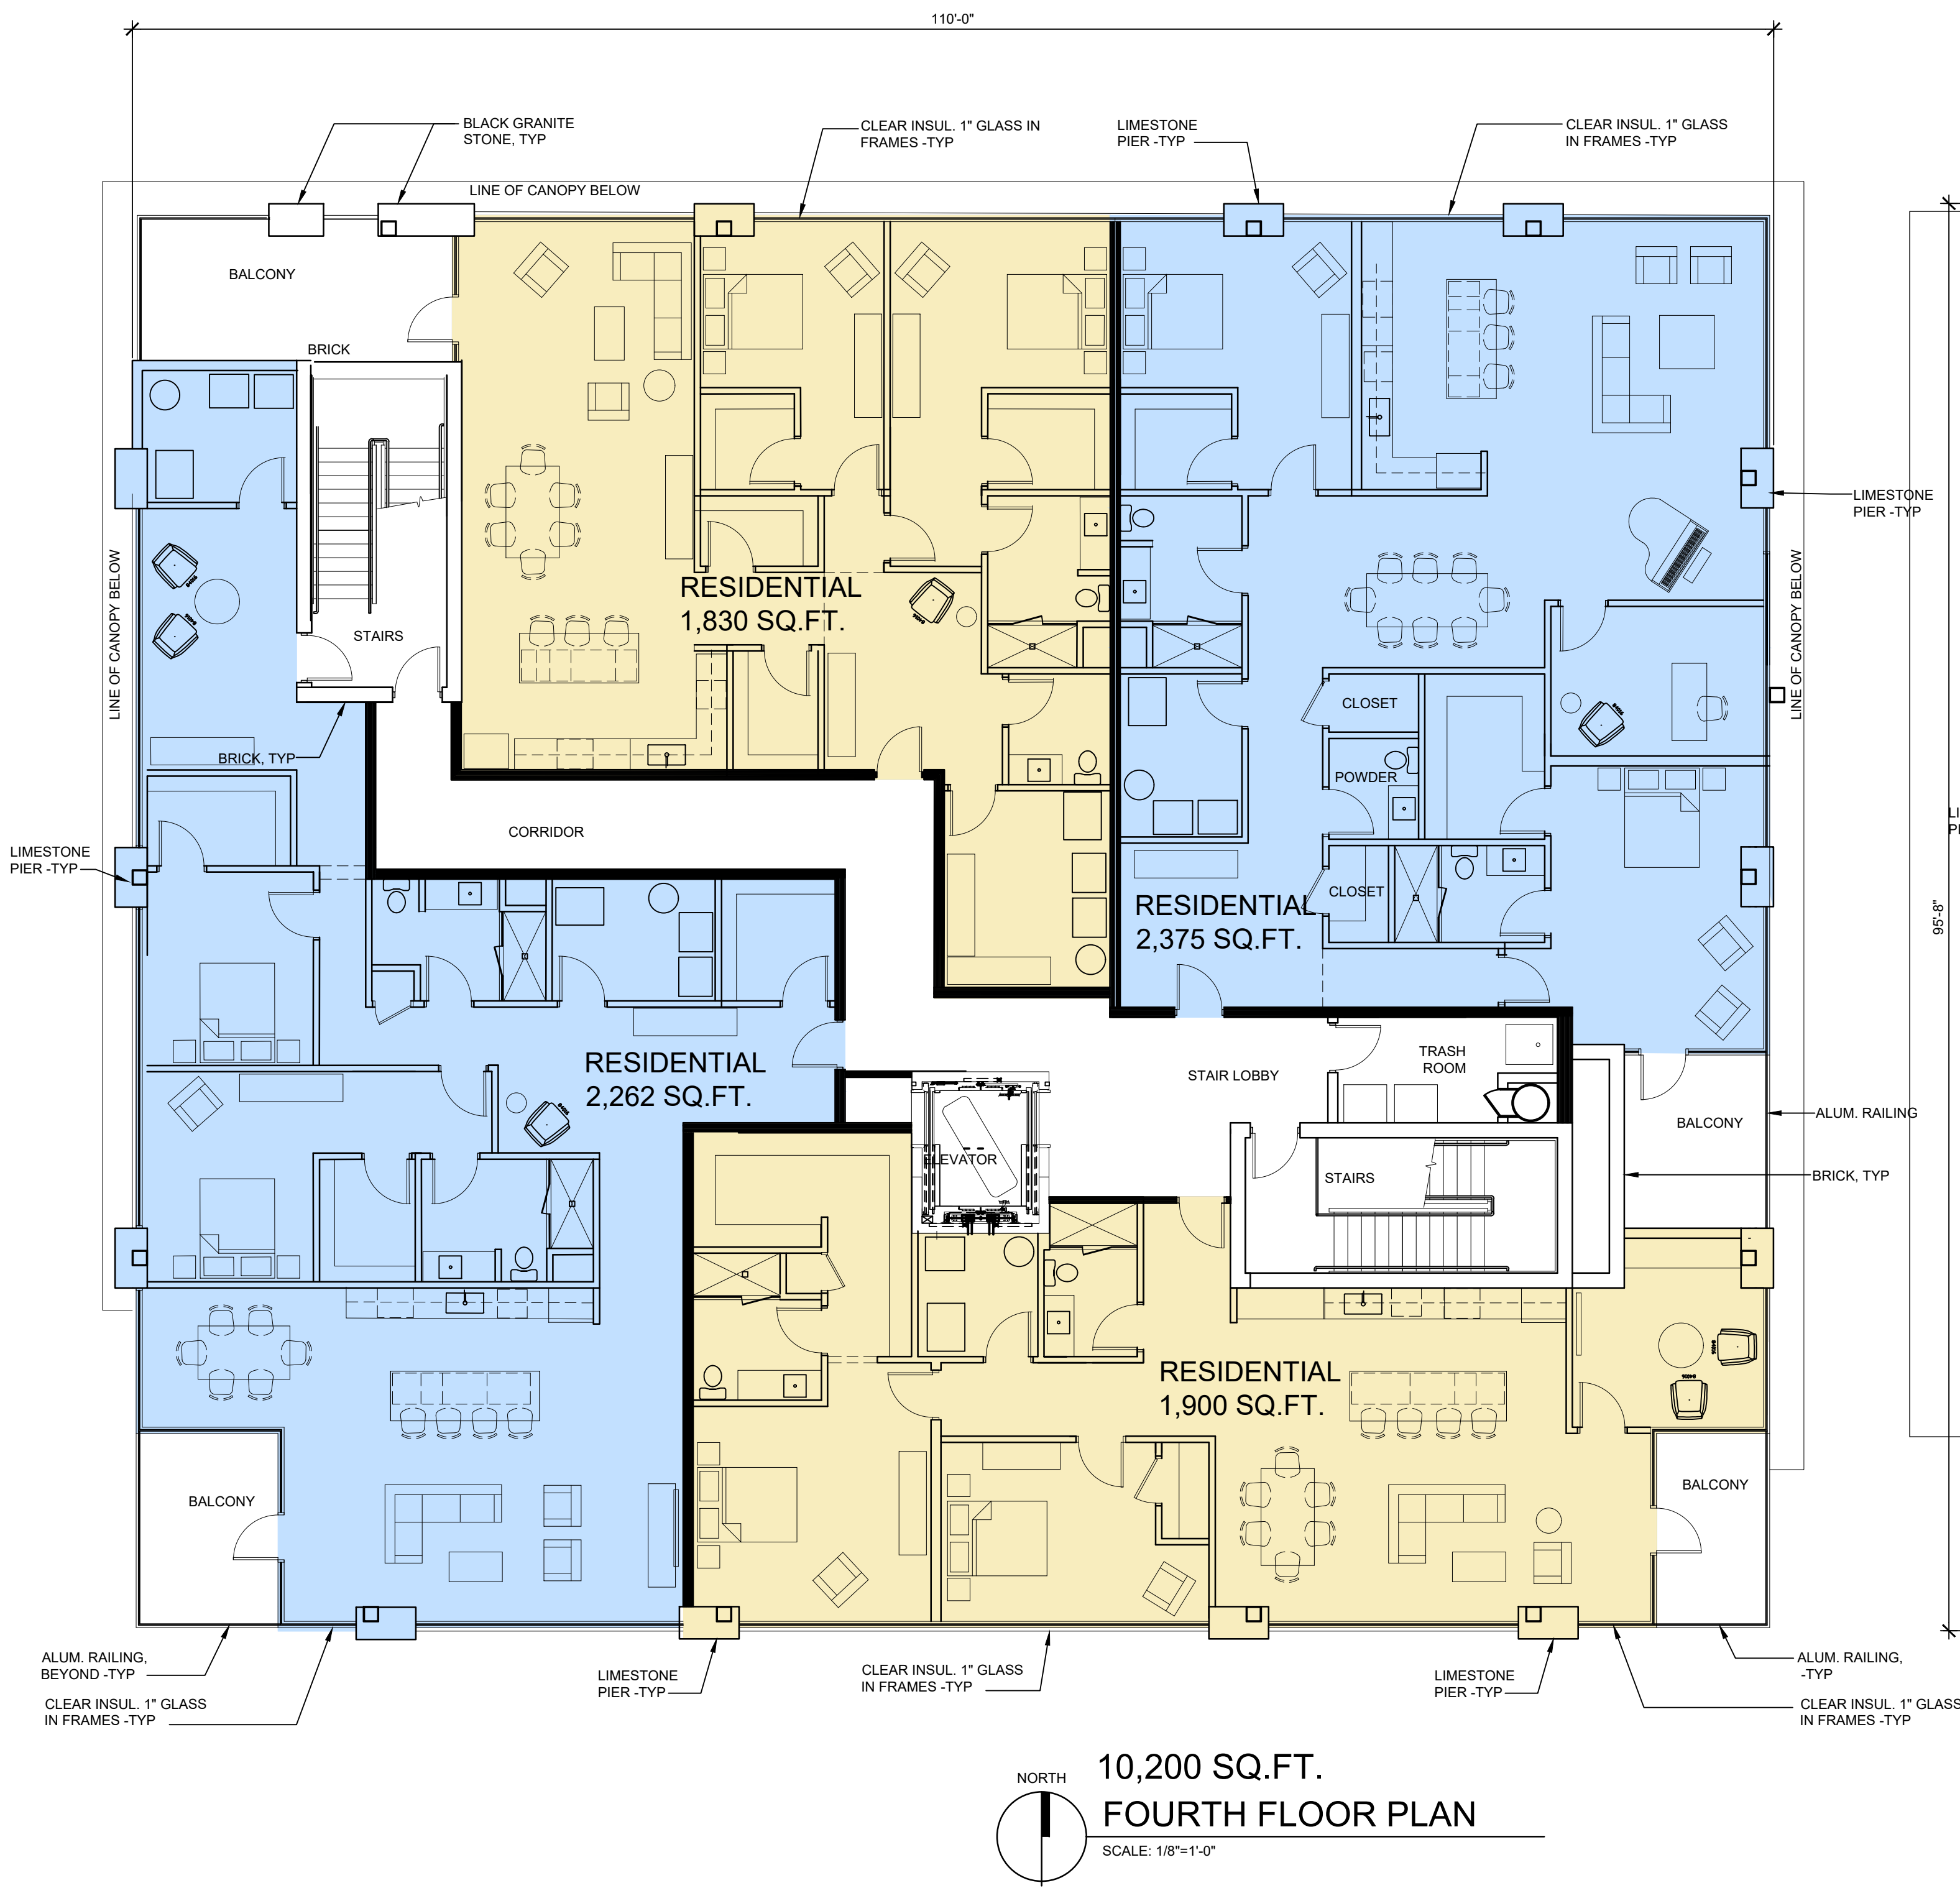 110'-0"
BLACK GRANITE
STONE, TYP
CLEAR INSUL. 1" GLASS IN
FRAMES -TYP
LIMESTONE
PIER -TYP
CLEAR INSUL. 1" GLASS
IN FRAMES -TYP
LINE OF CANOPY BELOW
BALCONY
BRICK
LINE OF CANOPY BELOW
STAIRS
RESIDENTIAL
1,830 SQ.FT.
LIMESTONE
PIER -TYP
LINE OF CANOPY BELOW
CLOSET
BRICK, TYP
POWDER
CORRIDOR
LIMESTONE
PIER -TYP
CLOSET
RESIDENTIAL
2,375 SQ.FT.
95'-8"
RESIDENTIAL
2,262 SQ.FT.
STAIR LOBBY
TRASH
ROOM
BALCONY
ALUM. RAILING
ELEVATOR
STAIRS
BRICK, TYP
RESIDENTIAL
1,900 SQ.FT.
BALCONY
BALCONY
ALUM. RAILING,
BEYOND -TYP
CLEAR INSUL. 1" GLASS
IN FRAMES -TYP
LIMESTONE
PIER -TYP
CLEAR INSUL. 1" GLASS
IN FRAMES -TYP
LIMESTONE
PIER -TYP
ALUM. RAILING,
-TYP
CLEAR INSUL. 1" GLASS
IN FRAMES -TYP
NORTH
10,200 SQ.FT.
FOURTH FLOOR PLAN
SCALE: 1/8"=1'-0"